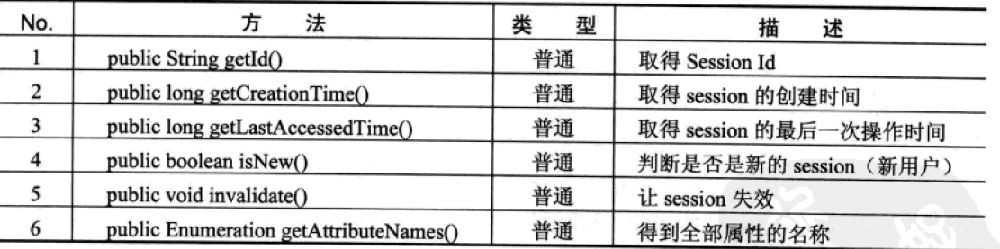 No. 方 法 类 型 描 述
1 public String getId() 普通 取得 Session Id
2 public long getCreationTime() 普通 取得 session 的创建时间
3 public long getLastAccessedTime() 普通 取得 session 的最后一次操作时间
4 public boolean isNew() 普通 判断是否是新的 session（新用户）
5 public void invalidate() 普通 让 session 失效
6 public Enumeration getAttributeNames() 普通 得到全部属性的名称